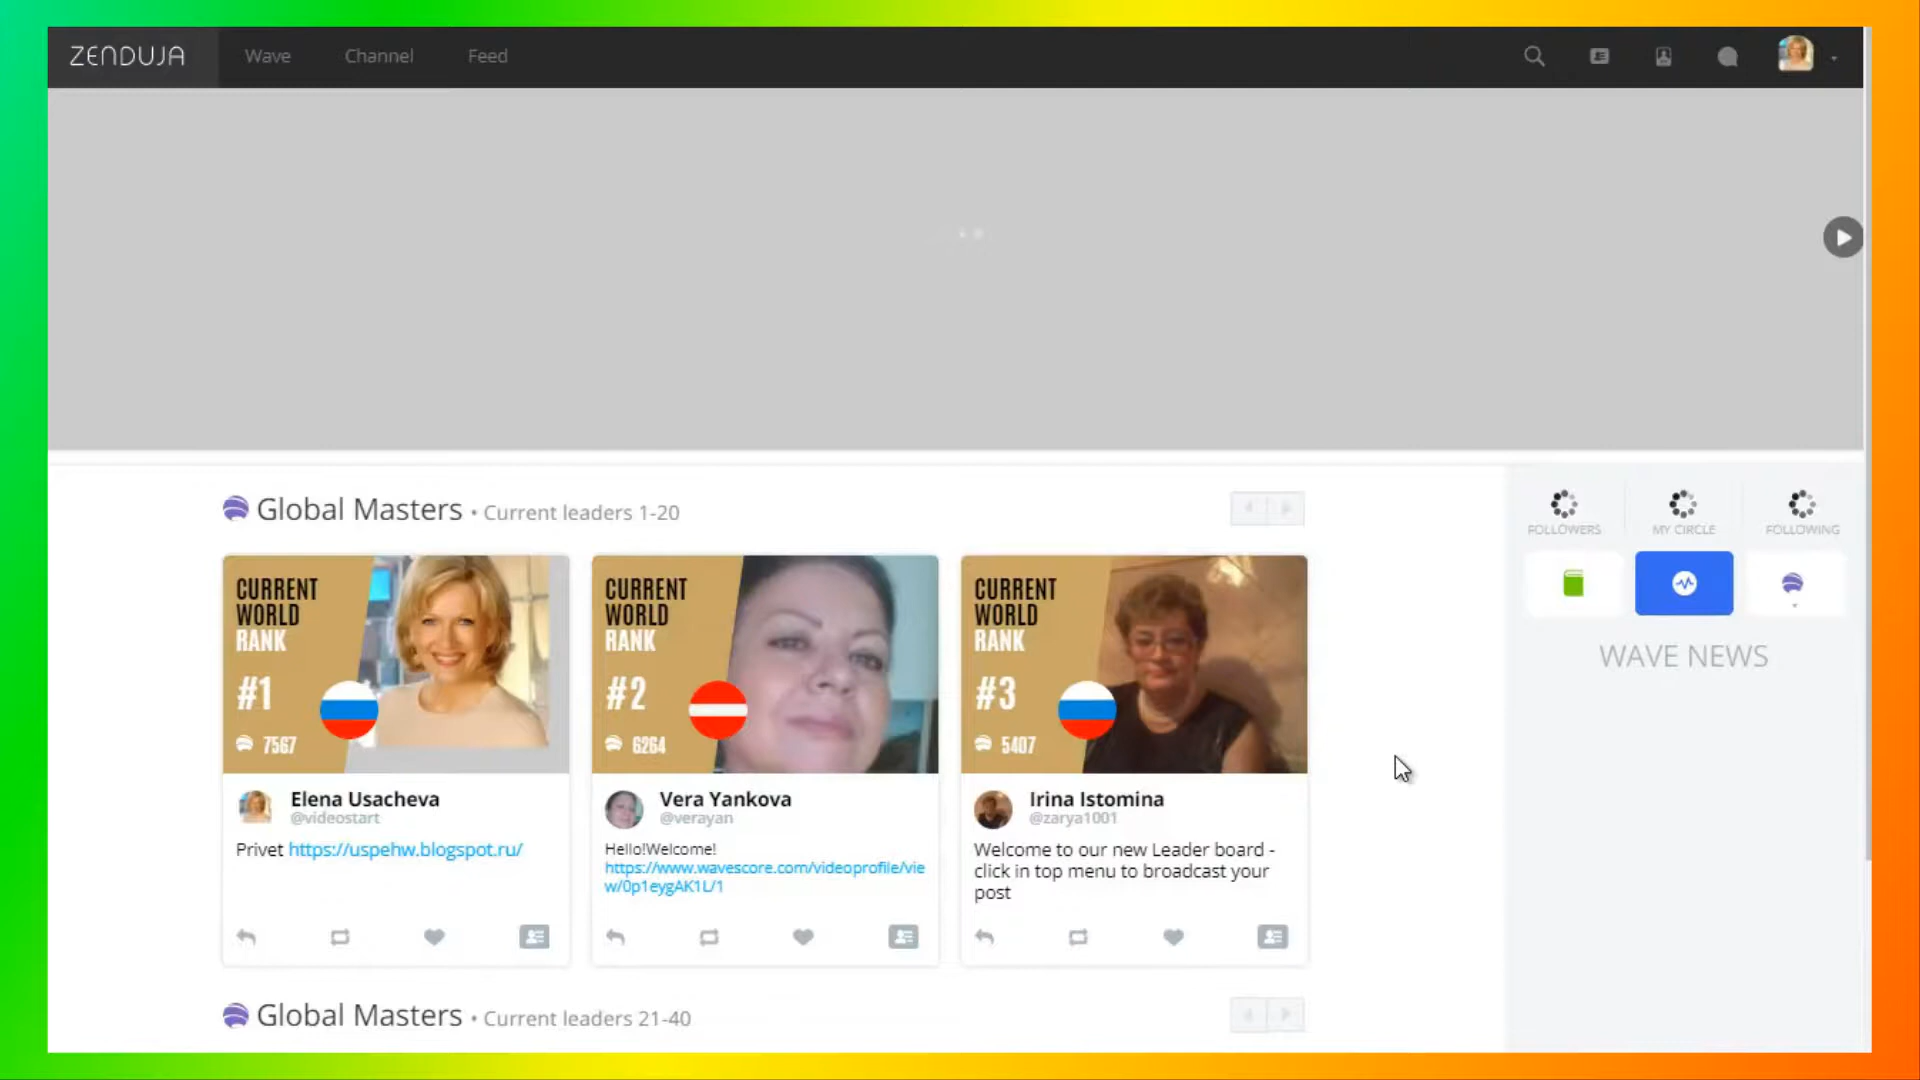 ZENDUJA
Wave
Channel
Feed
Global Masters • Current leaders 1-20
CURRENT
WORLD
RANK
#1
7567
Elena Usacheva
@videostart
Privet https://uspehw.blogspot.ru/
CURRENT
WORLD
RANK
#2
6264
Vera Yankova
@verayan
Hello!Welcome!
https://www.wavescore.com/videoprofile/vie
w/0p1eygAK1L/1
CURRENT
WORLD
RANK
#3
5407
Irina Istomina
@zarya1001
Welcome to our new Leader board -
click in top menu to broadcast your
post
FOLLOWERS
MY CIRCLE
FOLLOWING
WAVE NEWS
Global Masters • Current leaders 21-40